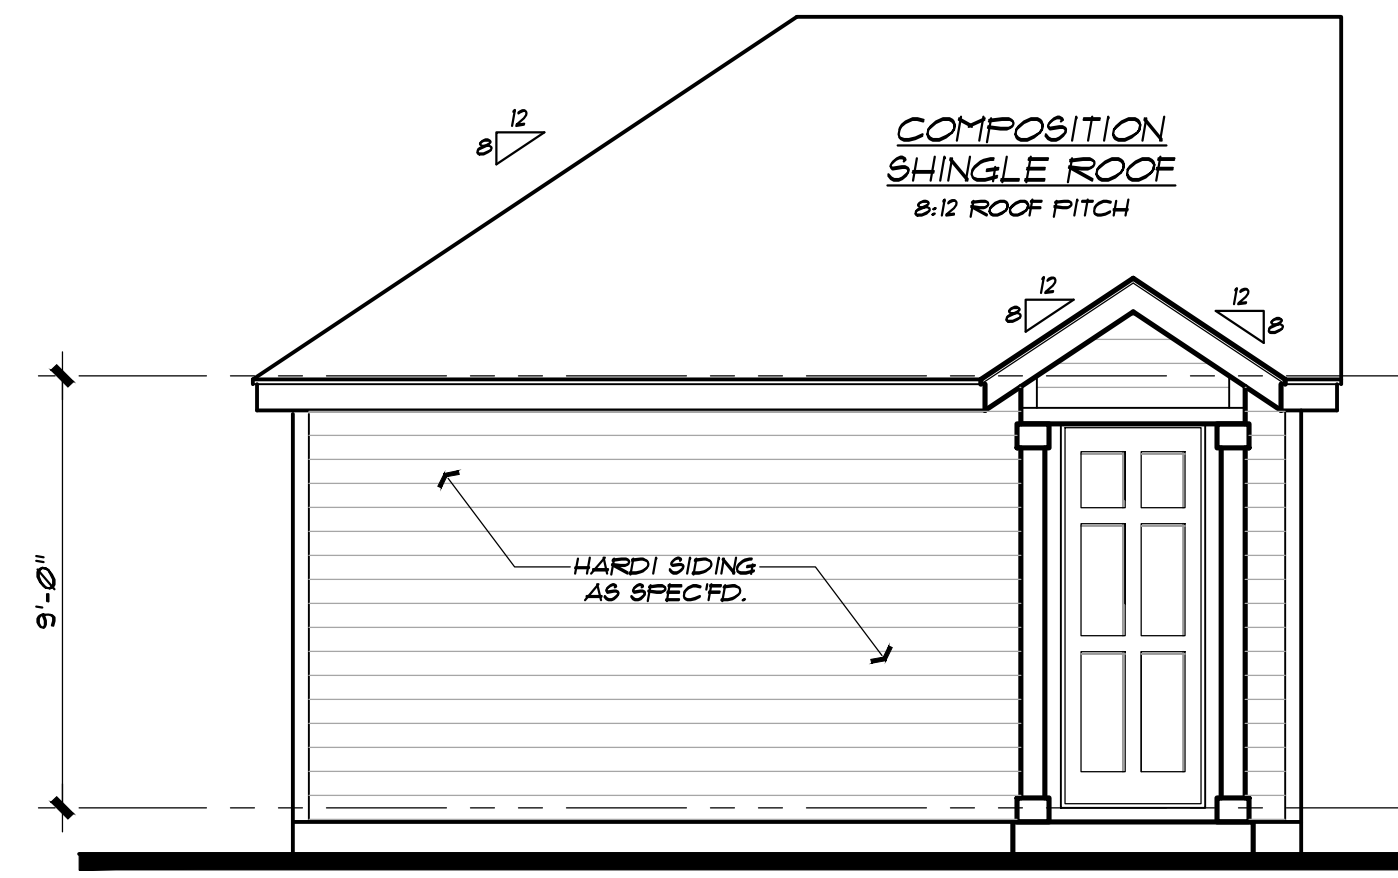 12
8
COMPOSITION
SHINGLE ROOF
8:12 ROOF PITCH
12
8
12
8
9'-0"
HARDI SIDING
AS SPEC'FD.